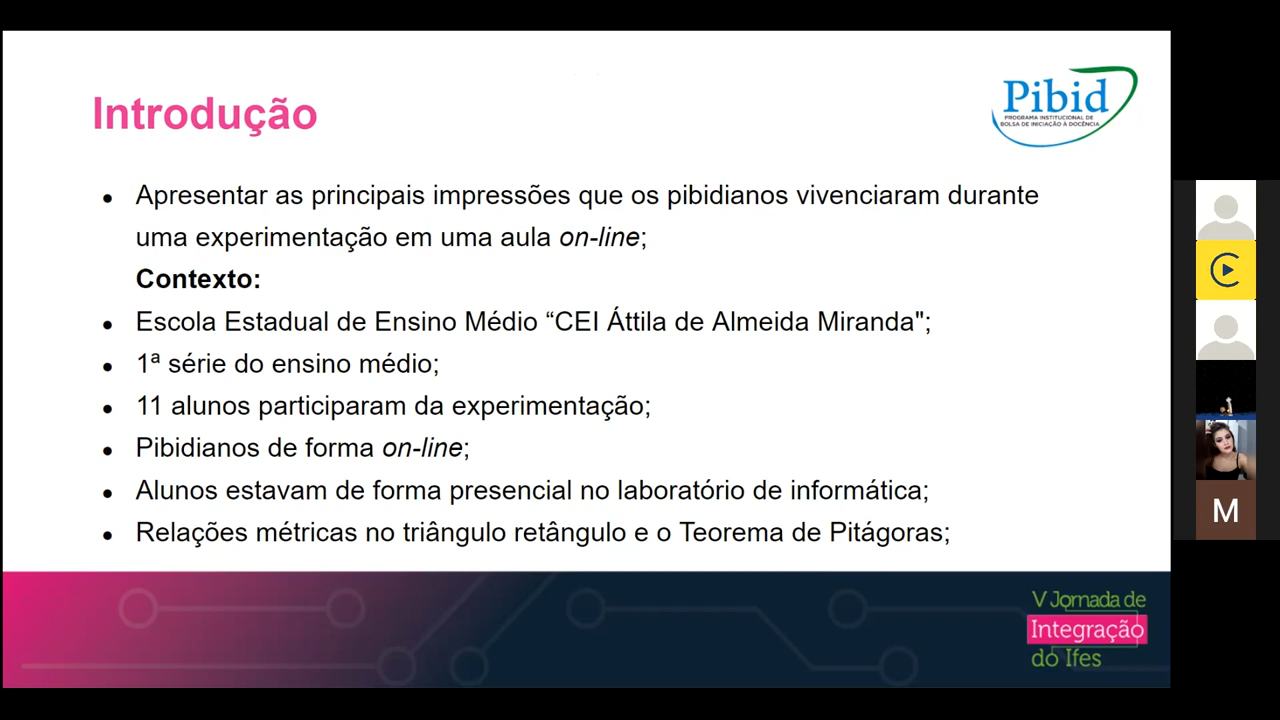 Introdução
Pibid
PROGRAMA INSTITUCIONAL DE
BOLSA DE INICIAÇÃO À DOCÊNCIA
• Apresentar as principais impressões que os pibidianos vivenciaram durante
uma experimentação em uma aula on-line;
Contexto:
• Escola Estadual de Ensino Médio “CEI Áttila de Almeida Miranda";
• 1ª série do ensino médio;
• 11 alunos participaram da experimentação;
• Pibidianos de forma on-line;
• Alunos estavam de forma presencial no laboratório de informática;
• Relações métricas no triângulo retângulo e o Teorema de Pitágoras;
V Jornada de
Integração
do Ifes
M